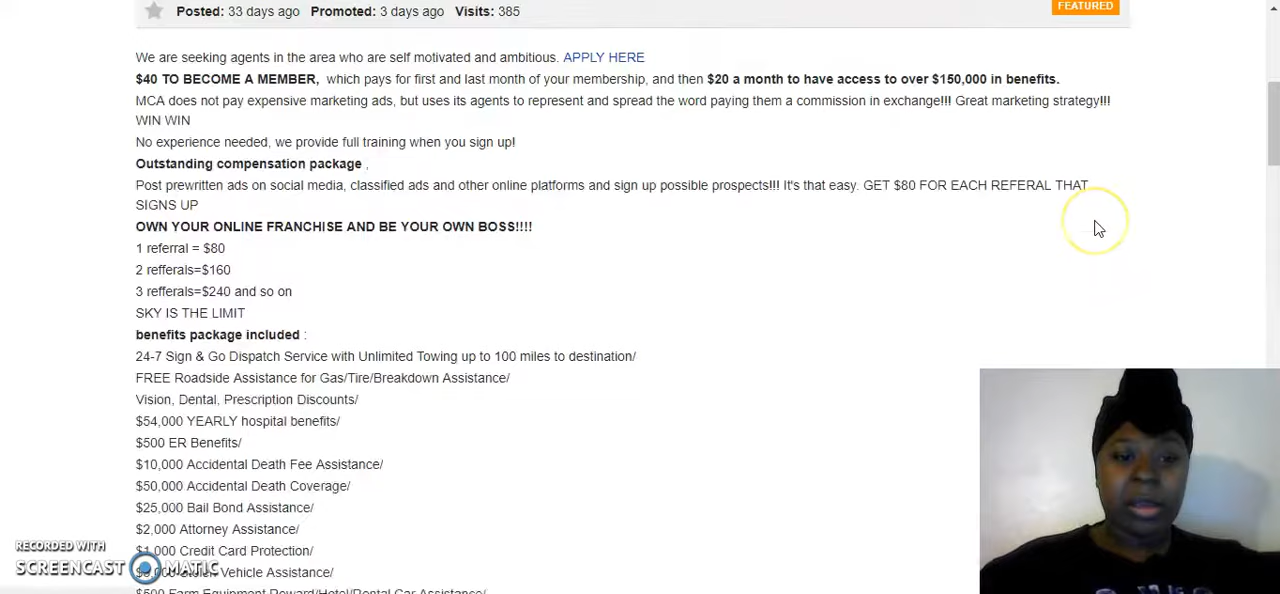 Posted: 33 days ago Promoted: 3 days ago Visits: 385
FEATURED
We are seeking agents in the area who are self motivated and ambitious. APPLY HERE
$40 TO BECOME A MEMBER, which pays for first and last month of your membership, and then $20 a month to have access to over $150,000 in benefits.
MCA does not pay expensive marketing ads, but uses its agents to represent and spread the word paying them a commission in exchange!!! Great marketing strategy!!!
WIN WIN
No experience needed, we provide full training when you sign up!
Outstanding compensation package ,
Post prewritten ads on social media, classified ads and other online platforms and sign up possible prospects!!! It's that easy. GET $80 FOR EACH REFERAL THAT
SIGNS UP
OWN YOUR ONLINE FRANCHISE AND BE YOUR OWN BOSS!!!!
1 referral = $80
2 refferals=$160
3 refferals=$240 and so on
SKY IS THE LIMIT
benefits package included :
24-7 Sign & Go Dispatch Service with Unlimited Towing up to 100 miles to destination/
FREE Roadside Assistance for Gas/Tire/Breakdown Assistance/
Vision, Dental, Prescription Discounts/
$54,000 YEARLY hospital benefits/
$500 ER Benefits/
$10,000 Accidental Death Fee Assistance/
$50,000 Accidental Death Coverage/
$25,000 Bail Bond Assistance/
$2,000 Attorney Assistance/
$1,000 Credit Card Protection/
Vehicle Assistance/
$500 Farm Equipment Reward/Hotel/Rental Car Assistance/
RECORDED WITH
SCREENCAST MATIC